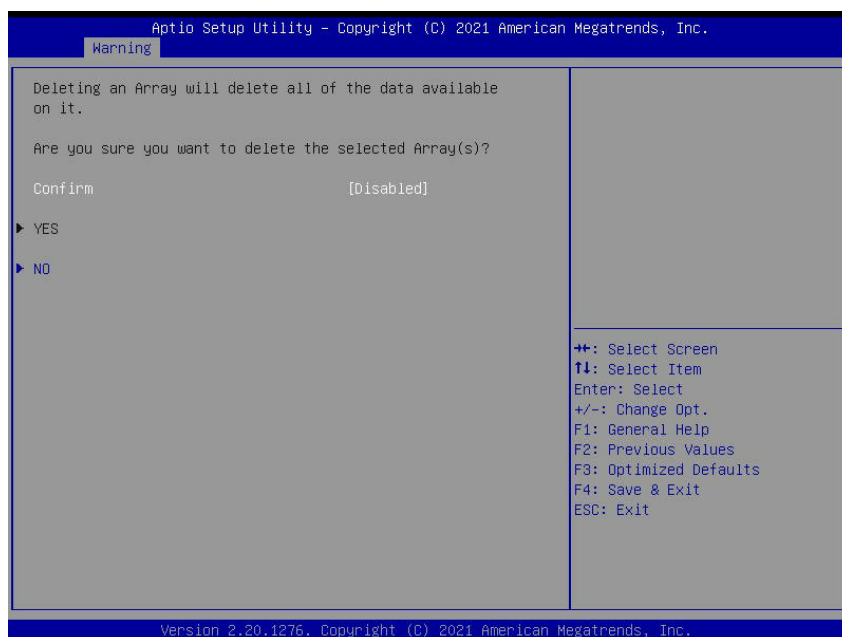 Aptio Setup Utility – Copyright (C) 2021 American Megatrends, Inc.
Warning
Deleting an Array will delete all of the data available
on it.
Are you sure you want to delete the selected Array(s)?
Confirm [Disabled]
YES
NO
→←: Select Screen
↑↓: Select Item
Enter: Select
+/-: Change Opt.
F1: General Help
F2: Previous Values
F3: Optimized Defaults
F4: Save & Exit
ESC: Exit
Version 2.20.1276. Copyright (C) 2021 American Megatrends, Inc.